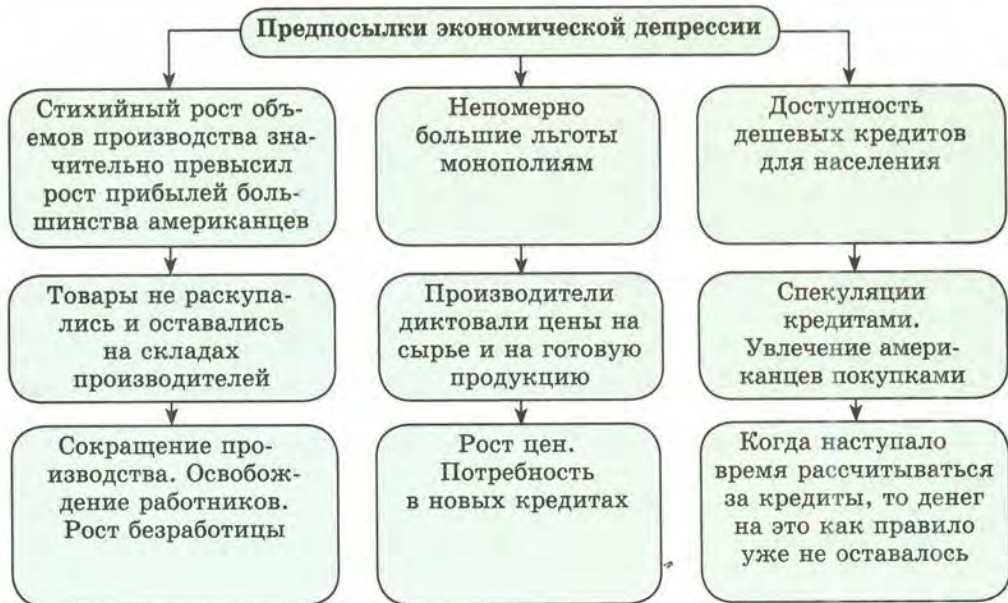 Предпосылки экономической депрессии
Стихийный рост объ-
емов производства зна-
чительно превысил
рост прибылей боль-
шинства американцев
Товары не раскупа-
лись и оставались
на складах
производителей
Сокращение про-
изводства. Освобож-
дение работников.
Рост безработицы
Непомерно
большие льготы
монополиям
Производители
диктовали цены на
сырье и на готовую
продукцию
Рост цен.
Потребность
в новых кредитах
Доступность
дешевых кредитов
для населения
Спекуляции
кредитами.
Увлечение амери-
канцев покупками
Когда наступало
время рассчитываться
за кредиты, то денег
на это как правило
уже не оставалось